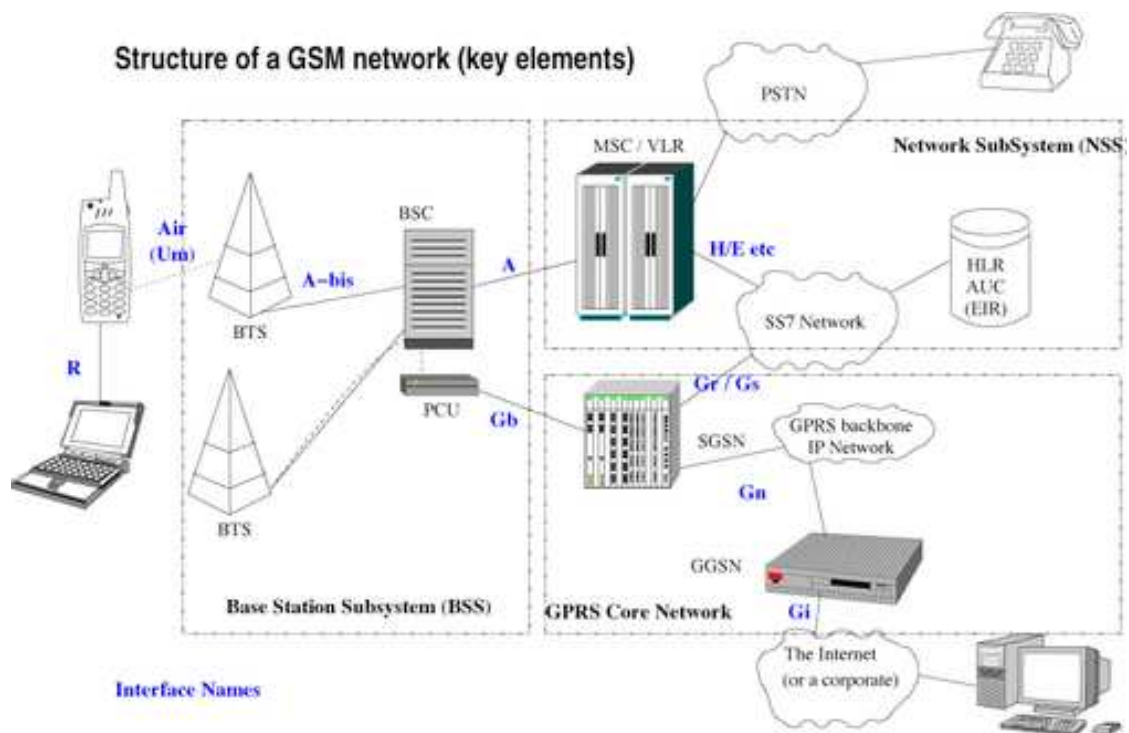 Structure of a GSM network (key elements)
PSTN
MSC / VLR
Network SubSystem (NSS)
BSC
Air
(Um)
A-bis
A
H/E etc
HLR
AUC
(EIR)
BTS
SS7 Network
R
PCU
Gb
Gr / Gs
SGSN
GPRS backbone
IP Network
Gn
BTS
GGSN
Base Station Subsystem (BSS)
GPRS Core Network
Gi
The Internet
(or a corporate)
Interface Names